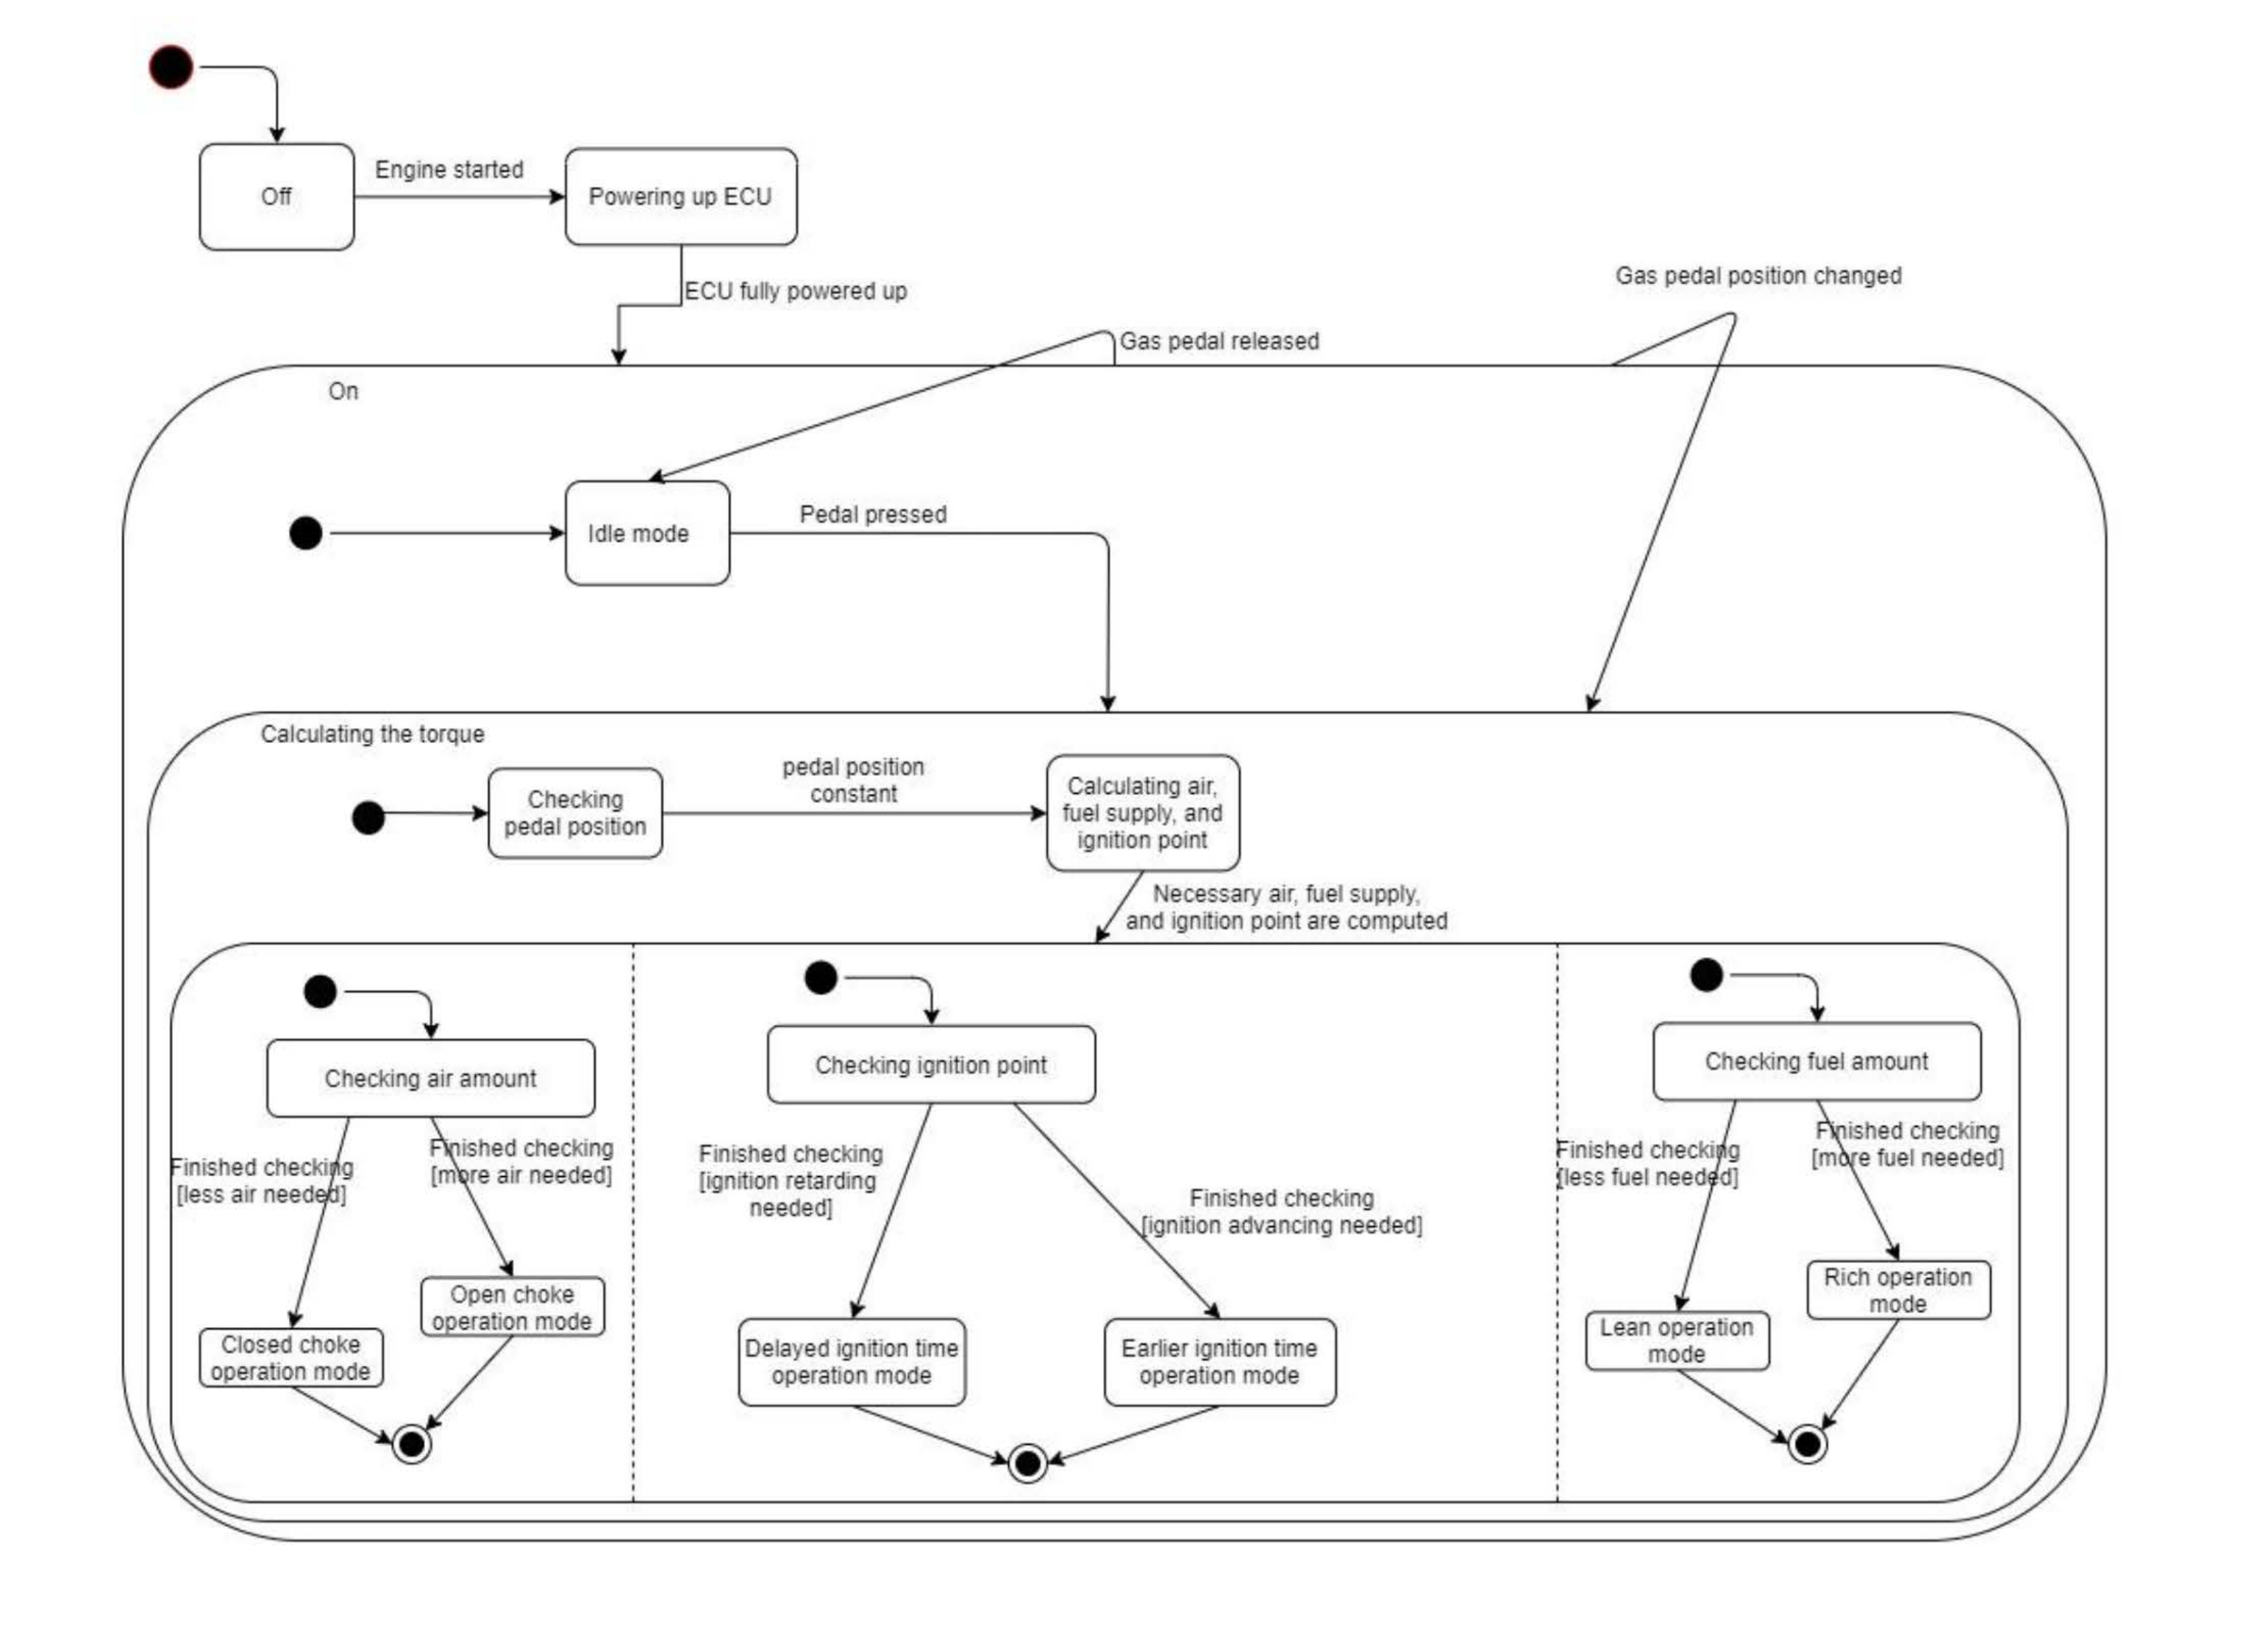 Off
Engine started
Powering up ECU
ECU fully powered up
Gas pedal position changed
Gas pedal released
On
Idle mode
Pedal pressed
Calculating the torque
Checking
pedal position
pedal position
constant
Calculating air,
fuel supply, and
ignition point
Necessary air, fuel supply,
and ignition point are computed
Checking air amount
Finished checking
[less air needed]
Finished checking
[more air needed]
Closed choke
operation mode
Open choke
operation mode
Checking ignition point
Finished checking
[ignition retarding
needed]
Finished checking
[ignition advancing needed]
Delayed ignition time
operation mode
Earlier ignition time
operation mode
Checking fuel amount
Finished checking
[less fuel needed]
Finished checking
[more fuel needed]
Lean operation
mode
Rich operation
mode